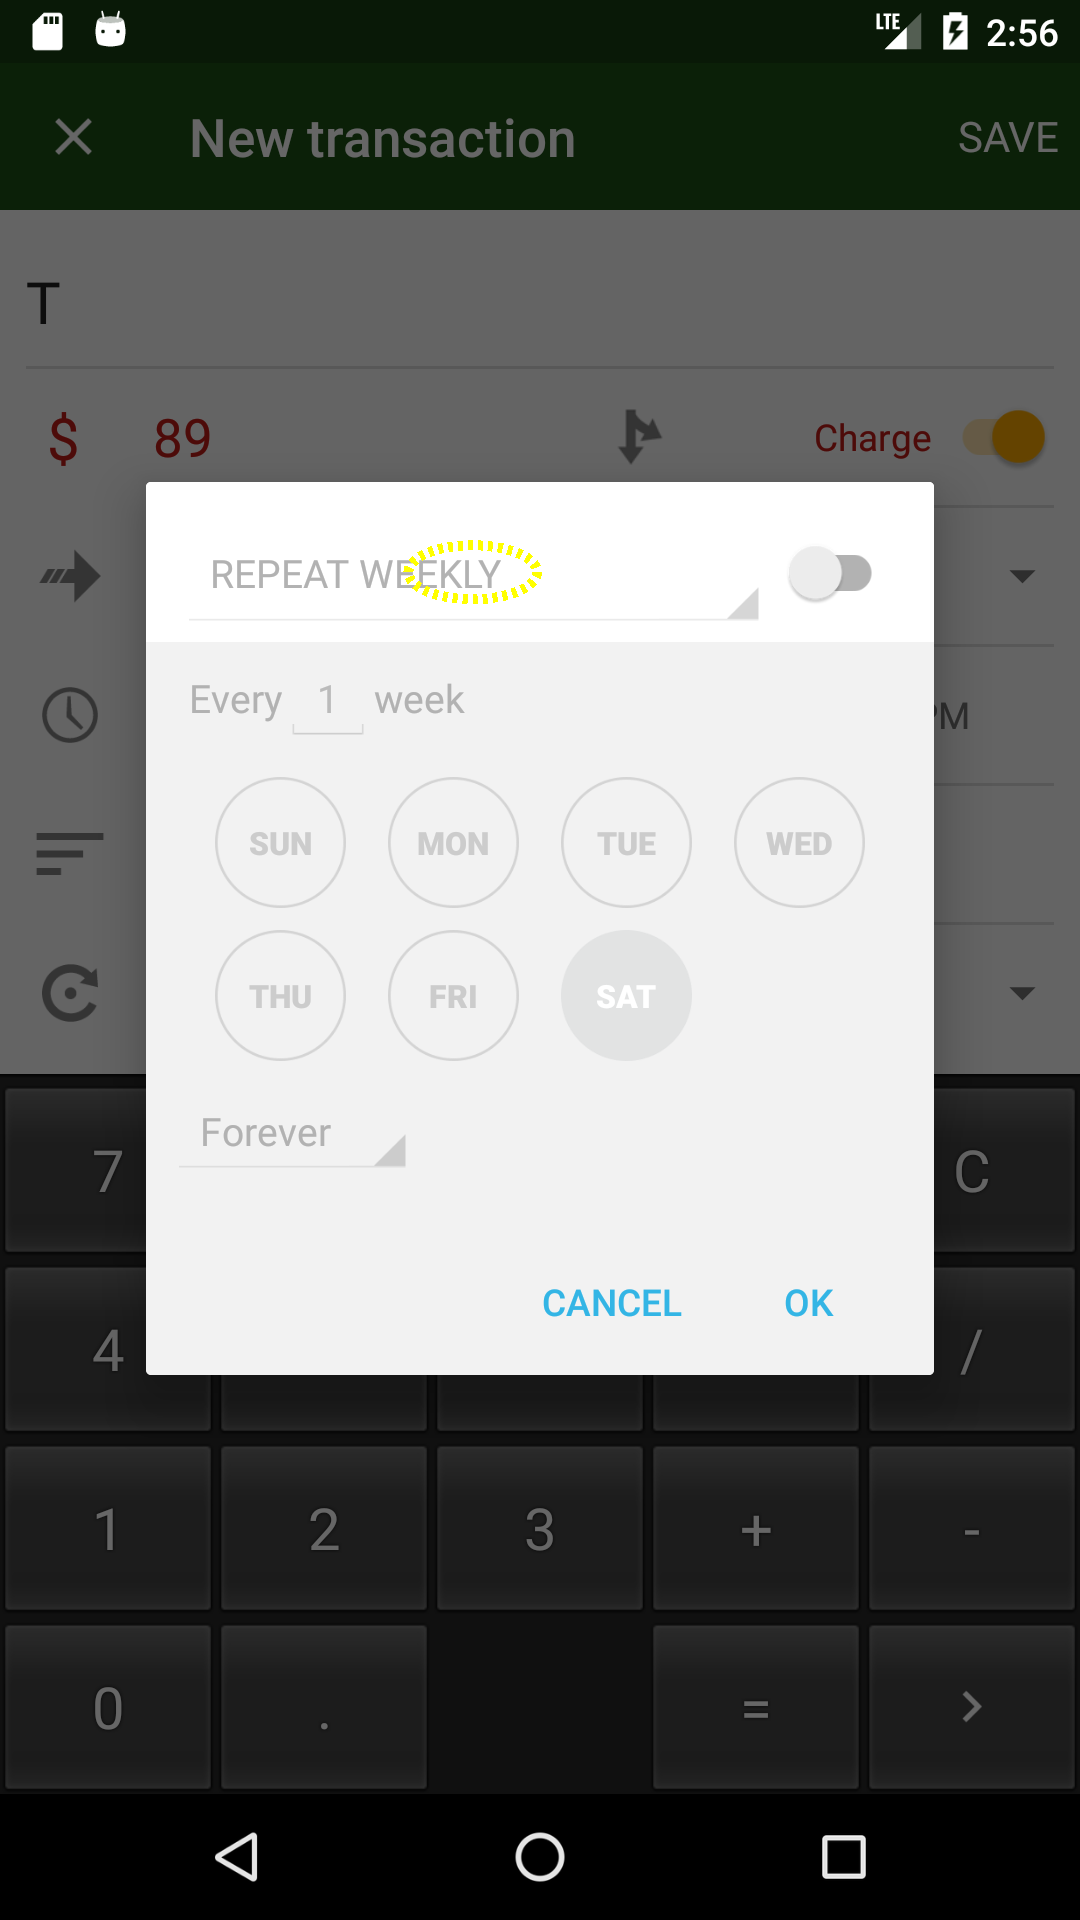 LTE 2:56
New transaction SAVE
T
$ 89 Charge
REPEAT WEEKLY
Every 1 week
PM
SUN MON TUE WED
THU FRI SAT
Forever
7 C
CANCEL OK
4 /
1 2 3 + -
0 . = >